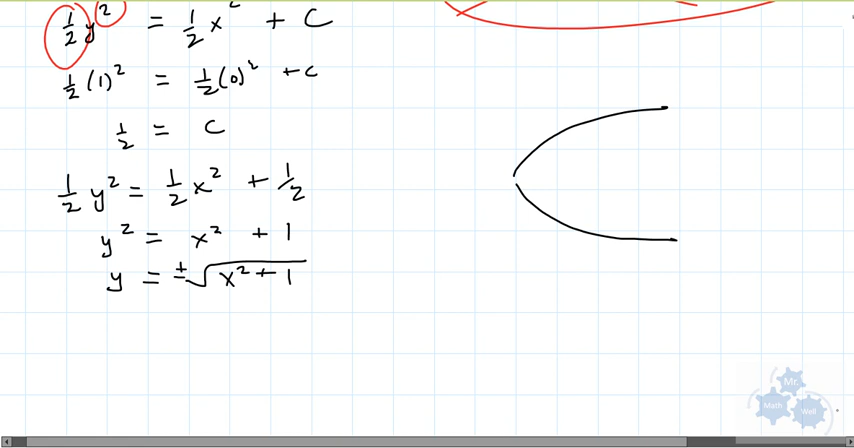 ½y² = ½x² + C
½(1)² = ½(0)² + C
½ = C
½y² = ½x² + ½
y² = x² + 1
y = ±√(x² + 1)
Mr.
Math Well